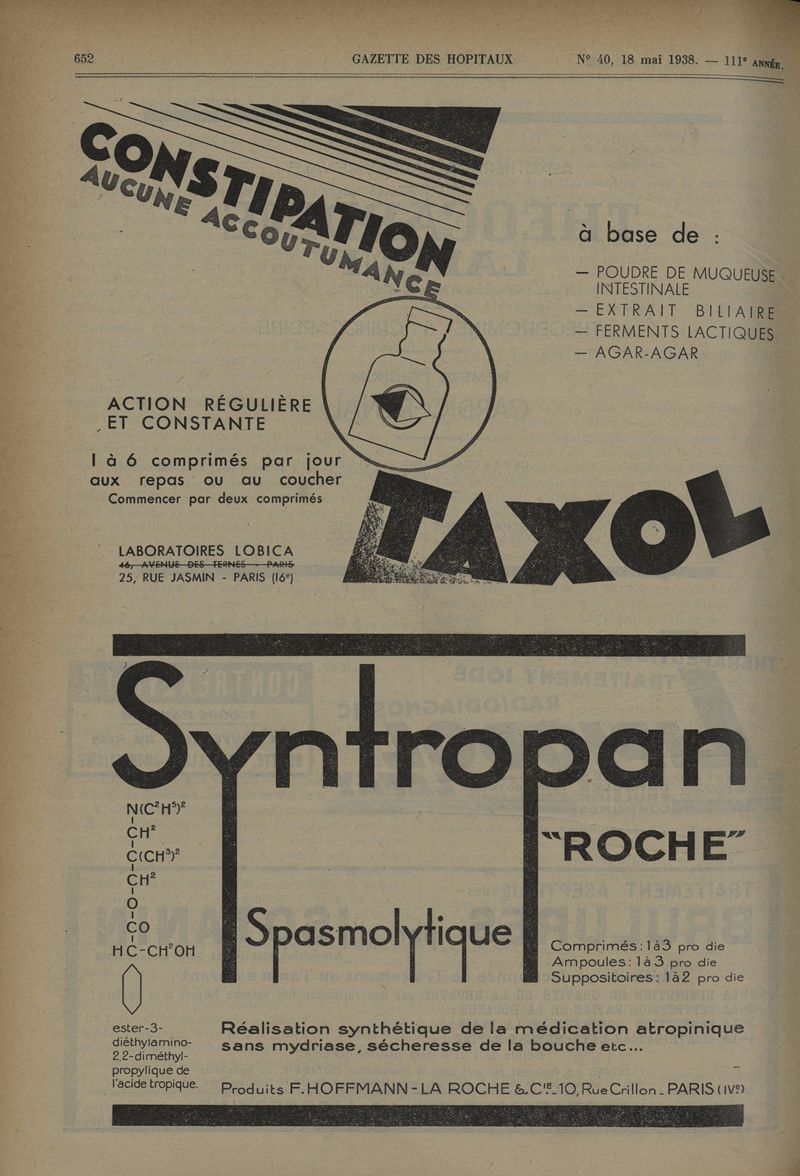 652
GAZETTE DES HOPITAUX
N° 40, 18 mai 1938. — 111e ANNÉE.
CONSTIPATION
AUCUNE ACCOUTUMANCE
à base de :
— POUDRE DE MUQUEUSE
INTESTINALE
— EXTRAIT BILIAIRE
— FERMENTS LACTIQUES
— AGAR-AGAR
ACTION RÉGULIÈRE
ET CONSTANTE
1 à 6 comprimés par jour
aux repas ou au coucher
Commencer par deux comprimés
TAXOL
LABORATOIRES LOBICA
46, AVENUE DES TERNES - PARIS
25, RUE JASMIN - PARIS (16e)
Syntropan
"ROCHE"
N(C²H⁵)²
CH²
C(CH³)²
CH²
O
CO
HC-CH²OH
Spasmolytique
Comprimés: 1à3 pro die
Ampoules: 1à3 pro die
Suppositoires: 1à2 pro die
ester-3-
diéthylamino-
2,2-diméthyl-
propylique de
l'acide tropique.
Réalisation synthétique de la médication atropinique
sans mydriase, sécheresse de la bouche etc...
Produits F. HOFFMANN-LA ROCHE & CIE_10, Rue Crillon_PARIS (IVe)